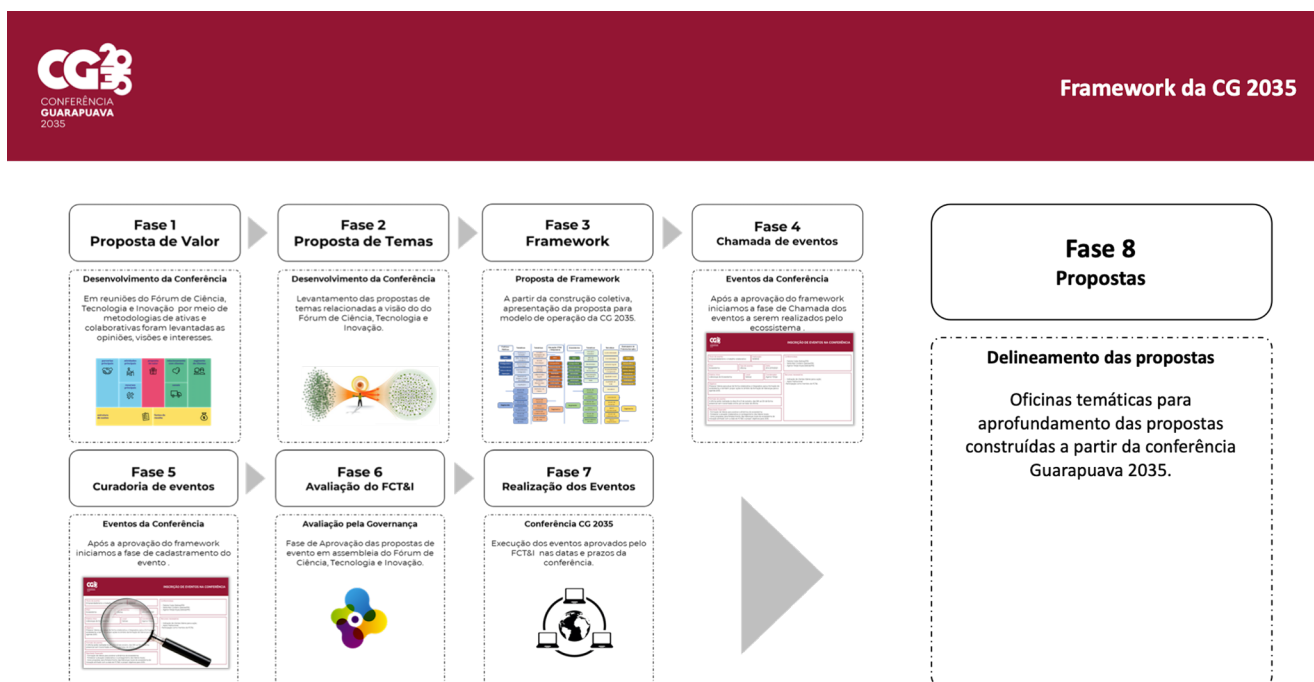 CG2035
CONFERÊNCIA
GUARAPUAVA
2035
Framework da CG 2035
Fase 1
Proposta de Valor
Desenvolvimento da Conferência
Em reuniões do Fórum de Ciência,
Tecnologia e Inovação por meio de
metodologias de ativas e
colaborativas foram levantadas as
opiniões, visões e interesses.
Fase 2
Proposta de Temas
Desenvolvimento da Conferência
Levantamento das propostas de
temas relacionadas a visão do do
Fórum de Ciência, Tecnologia e
Inovação.
Fase 3
Framework
Proposta de Framework
A partir da construção coletiva,
apresentação da proposta para
modelo de operação da CG 2035.
Fase 4
Chamada de eventos
Eventos da Conferência
Após a aprovação do framework
iniciamos a fase de Chamada dos
eventos a serem realizados pelo
ecossistema .
INSCRIÇÃO DE EVENTOS NA CONFERÊNCIA
Fase 5
Curadoria de eventos
Eventos da Conferência
Após a aprovação do framework
iniciamos a fase de cadastramento do
evento .
INSCRIÇÃO DE EVENTOS NA CONFERÊNCIA
Fase 6
Avaliação do FCT&I
Avaliação pela Governança
Fase de Aprovação das propostas de
evento em assembleia do Fórum de
Ciência, Tecnologia e Inovação.
Fase 7
Realização dos Eventos
Conferência CG 2035
Execução dos eventos aprovados pelo
FCT&I nas datas e prazos da
conferência.
Fase 8
Propostas
Delineamento das propostas
Oficinas temáticas para
aprofundamento das propostas
construídas a partir da conferência
Guarapuava 2035.